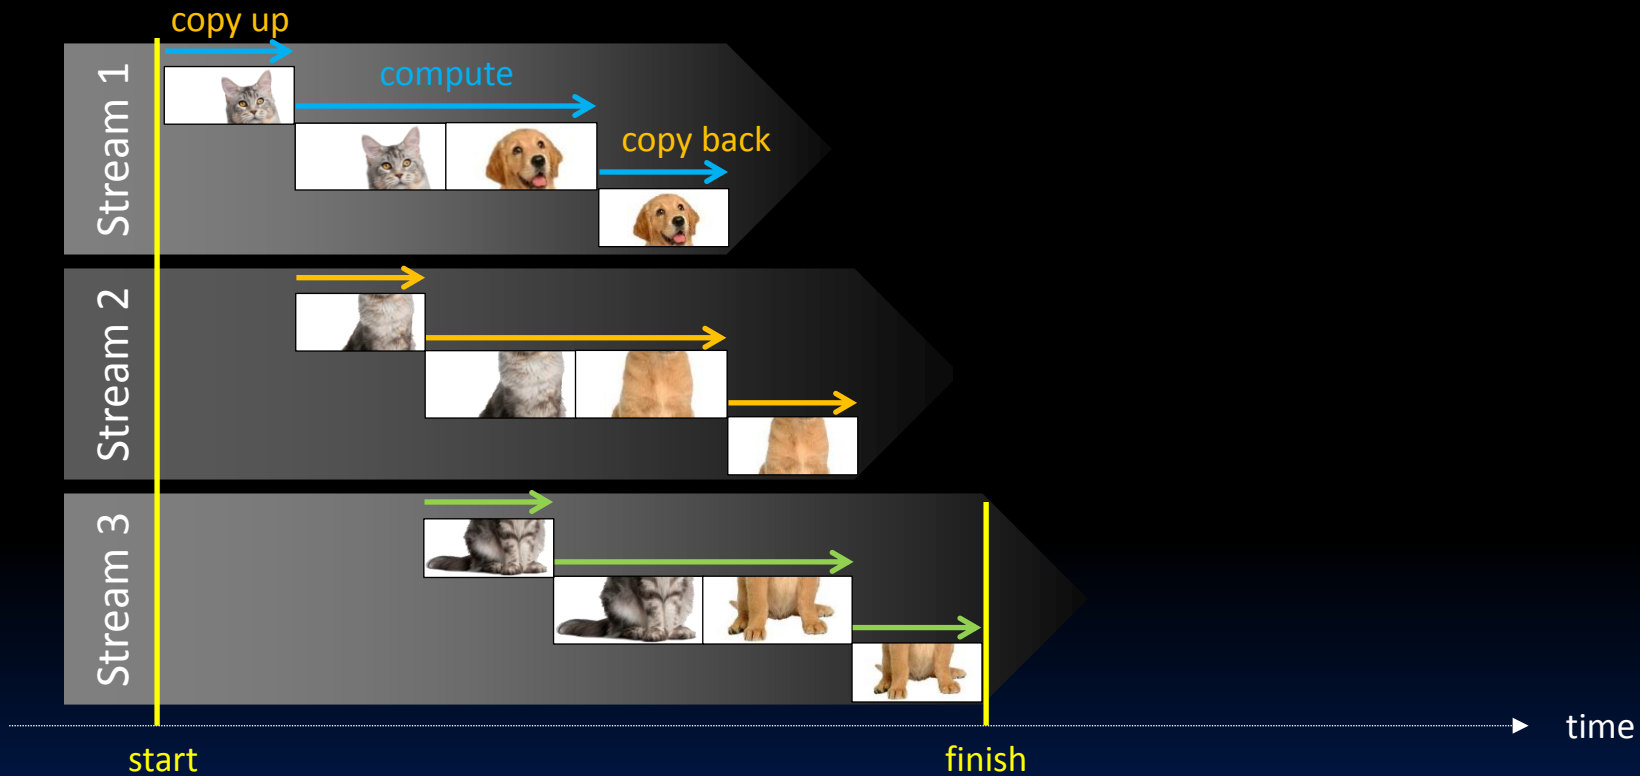 copy up
Stream 1
compute
copy back
Stream 2
Stream 3
time
start
finish